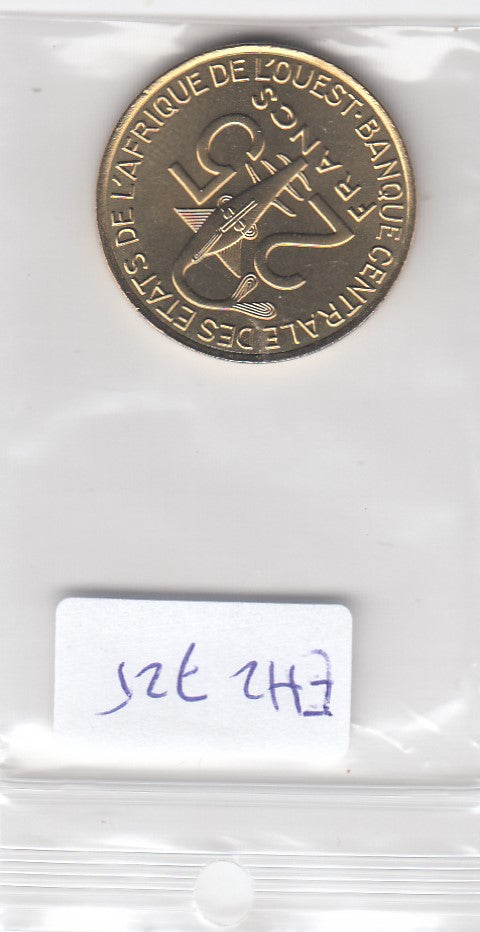 BANQUE CENTRALE DES ETATS DE L'AFRIQUE DE L'OUEST·
25
FRANCS